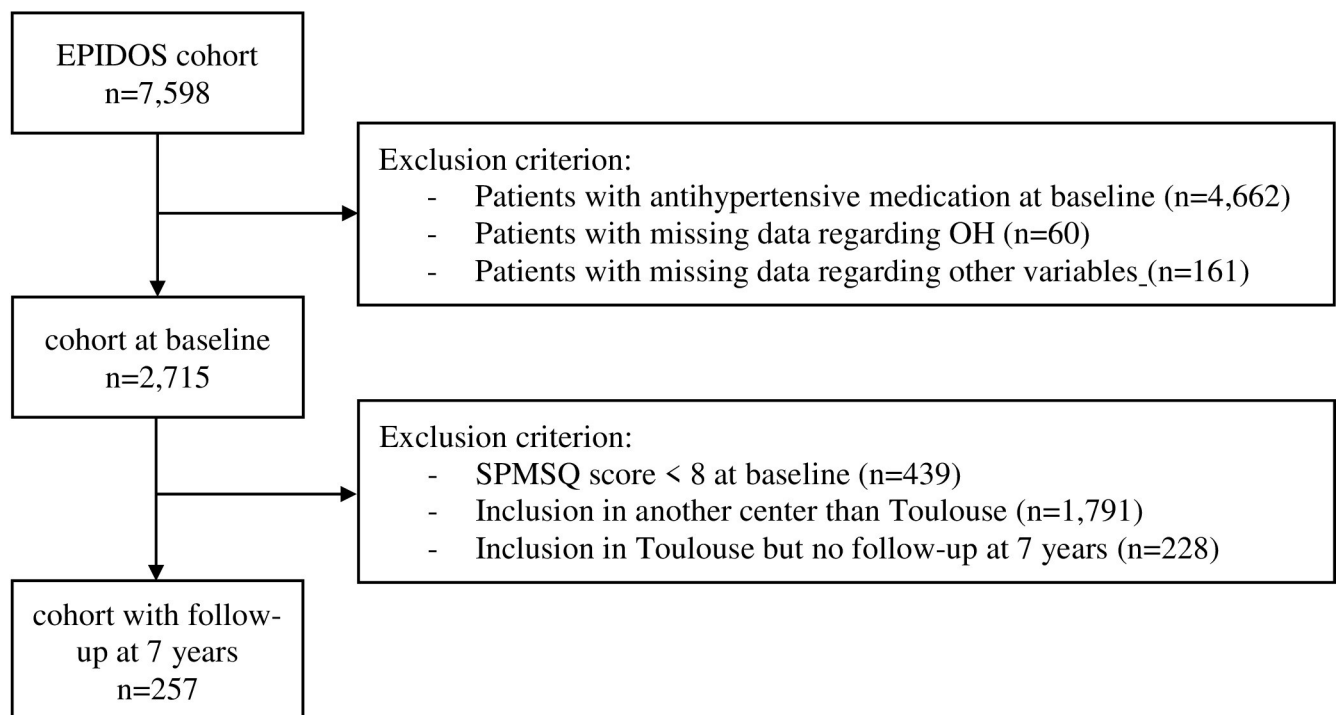 EPIDOS cohort
n=7,598
Exclusion criterion:
- Patients with antihypertensive medication at baseline (n=4,662)
- Patients with missing data regarding OH (n=60)
- Patients with missing data regarding other variables_(n=161)
cohort at baseline
n=2,715
Exclusion criterion:
- SPMSQ score < 8 at baseline (n=439)
- Inclusion in another center than Toulouse (n=1,791)
- Inclusion in Toulouse but no follow-up at 7 years (n=228)
cohort with follow-
up at 7 years
n=257